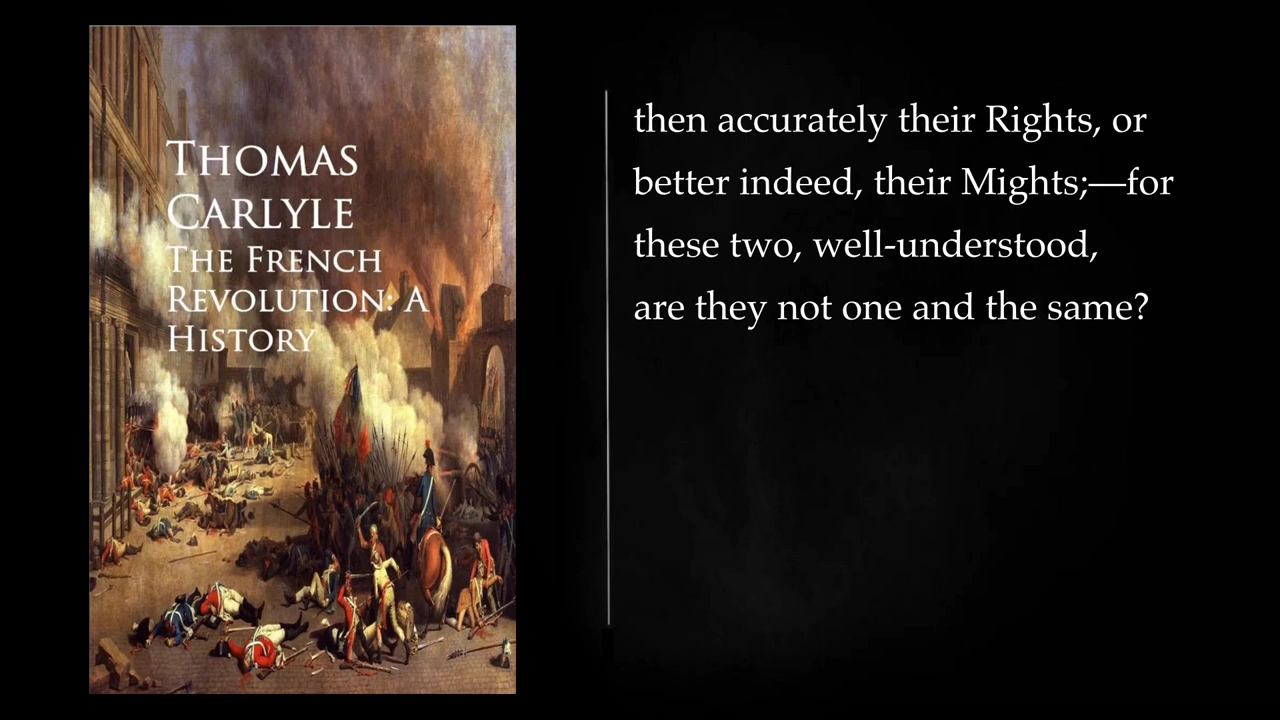 THOMAS
CARLYLE
THE FRENCH
REVOLUTION: A
HISTORY
then accurately their Rights, or
better indeed, their Mights;—for
these two, well-understood,
are they not one and the same?